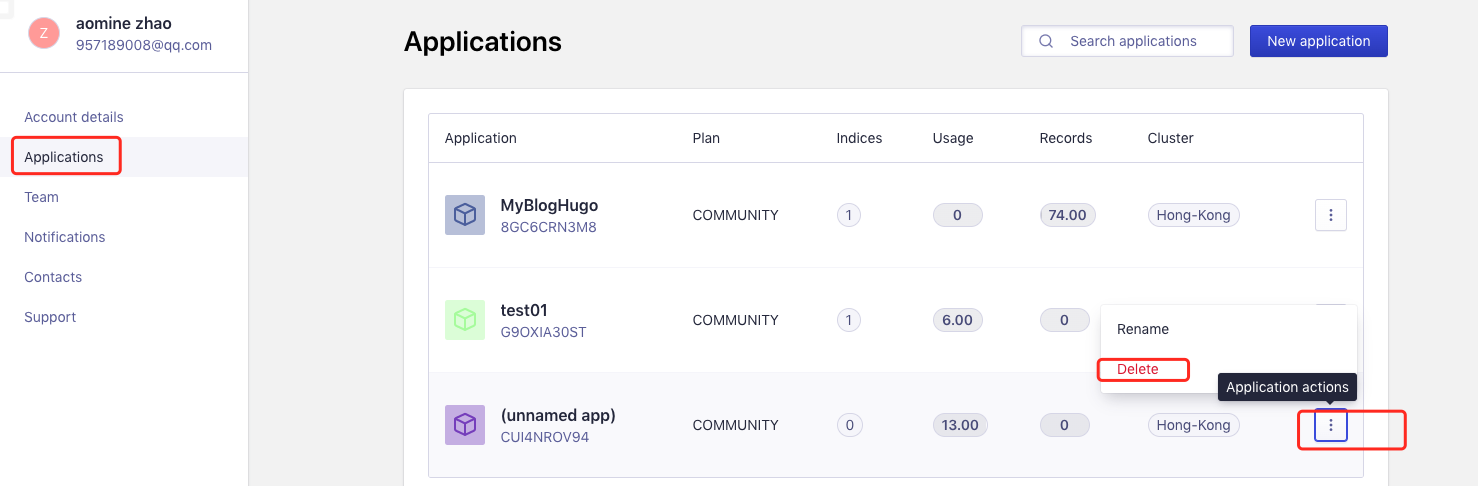 Z
aomine zhao
957189008@qq.com
Account details
Applications
Team
Notifications
Contacts
Support
Applications
Search applications
New application
Application Plan Indices Usage Records Cluster
MyBlogHugo
8GC6CRN3M8
COMMUNITY 1 0 74.00 Hong-Kong
test01
G9OXIA30ST
COMMUNITY 1 6.00 0
Rename
Delete
Application actions
(unnamed app)
CUI4NROV94
COMMUNITY 0 13.00 0 Hong-Kong